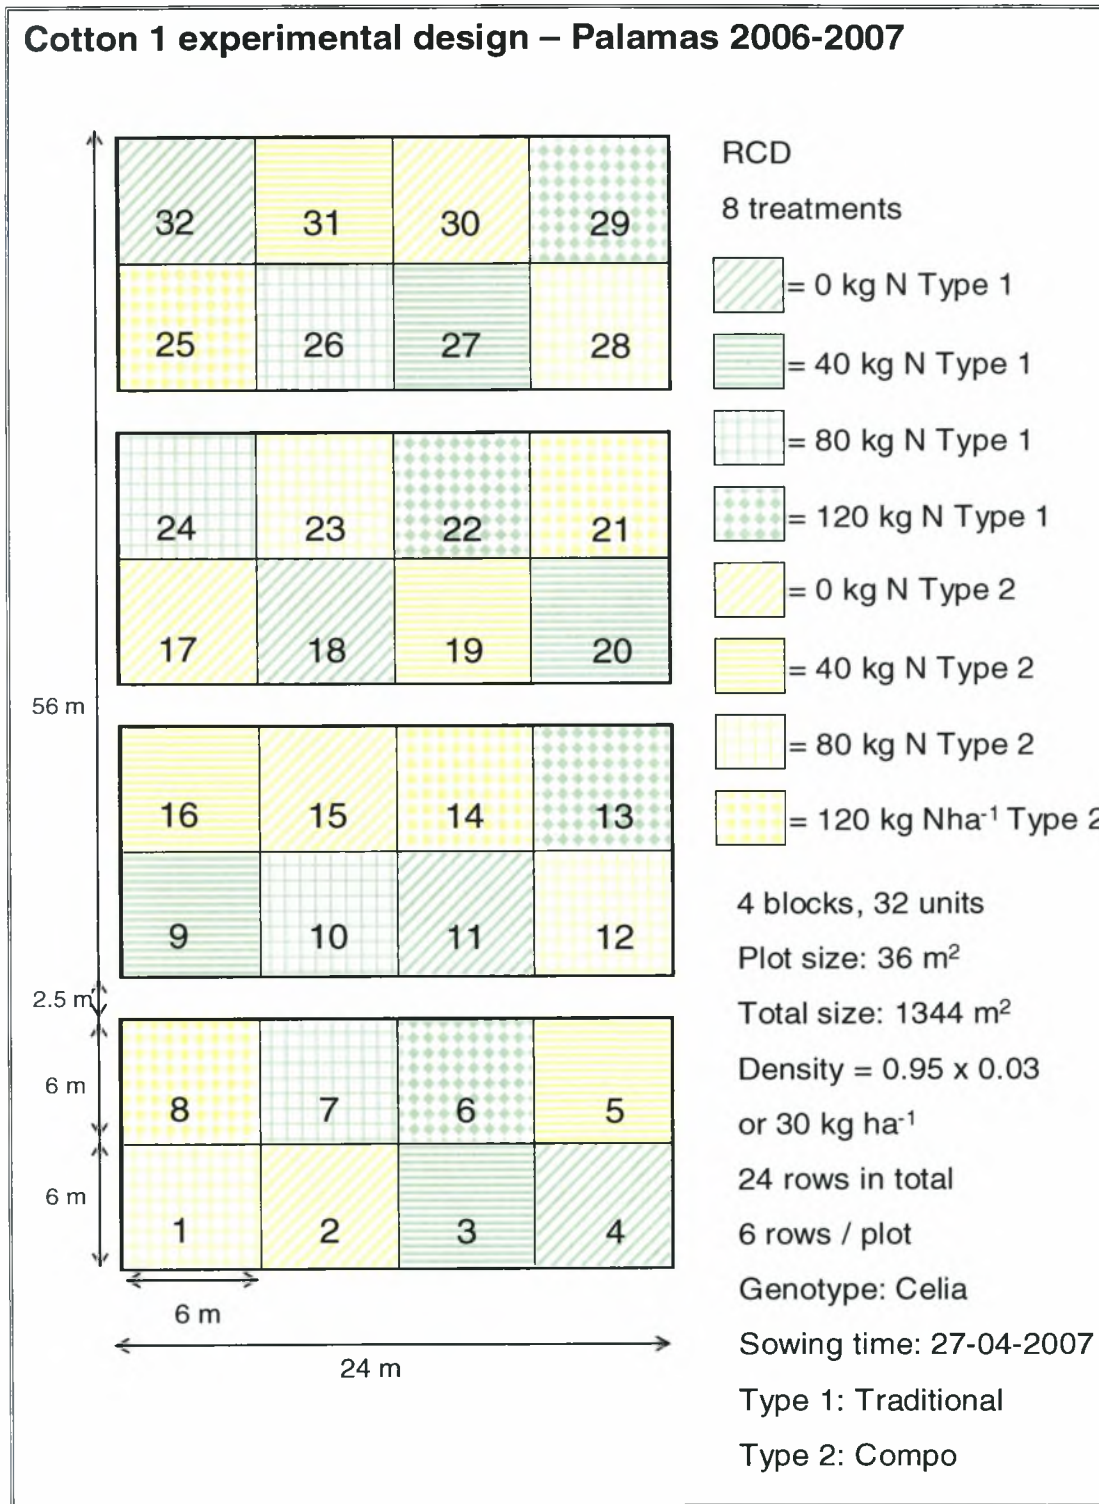 Cotton 1 experimental design – Palamas 2006-2007
32 31 30 29
25 26 27 28
24 23 22 21
17 18 19 20
56 m
16 15 14 13
9 10 11 12
2.5 m
6 m
8 7 6 5
6 m
1 2 3 4
6 m
24 m
RCD
8 treatments
= 0 kg N Type 1
= 40 kg N Type 1
= 80 kg N Type 1
= 120 kg N Type 1
= 0 kg N Type 2
= 40 kg N Type 2
= 80 kg N Type 2
= 120 kg Nha⁻¹ Type 2
4 blocks, 32 units
Plot size: 36 m²
Total size: 1344 m²
Density = 0.95 x 0.03
or 30 kg ha⁻¹
24 rows in total
6 rows / plot
Genotype: Celia
Sowing time: 27-04-2007
Type 1: Traditional
Type 2: Compo